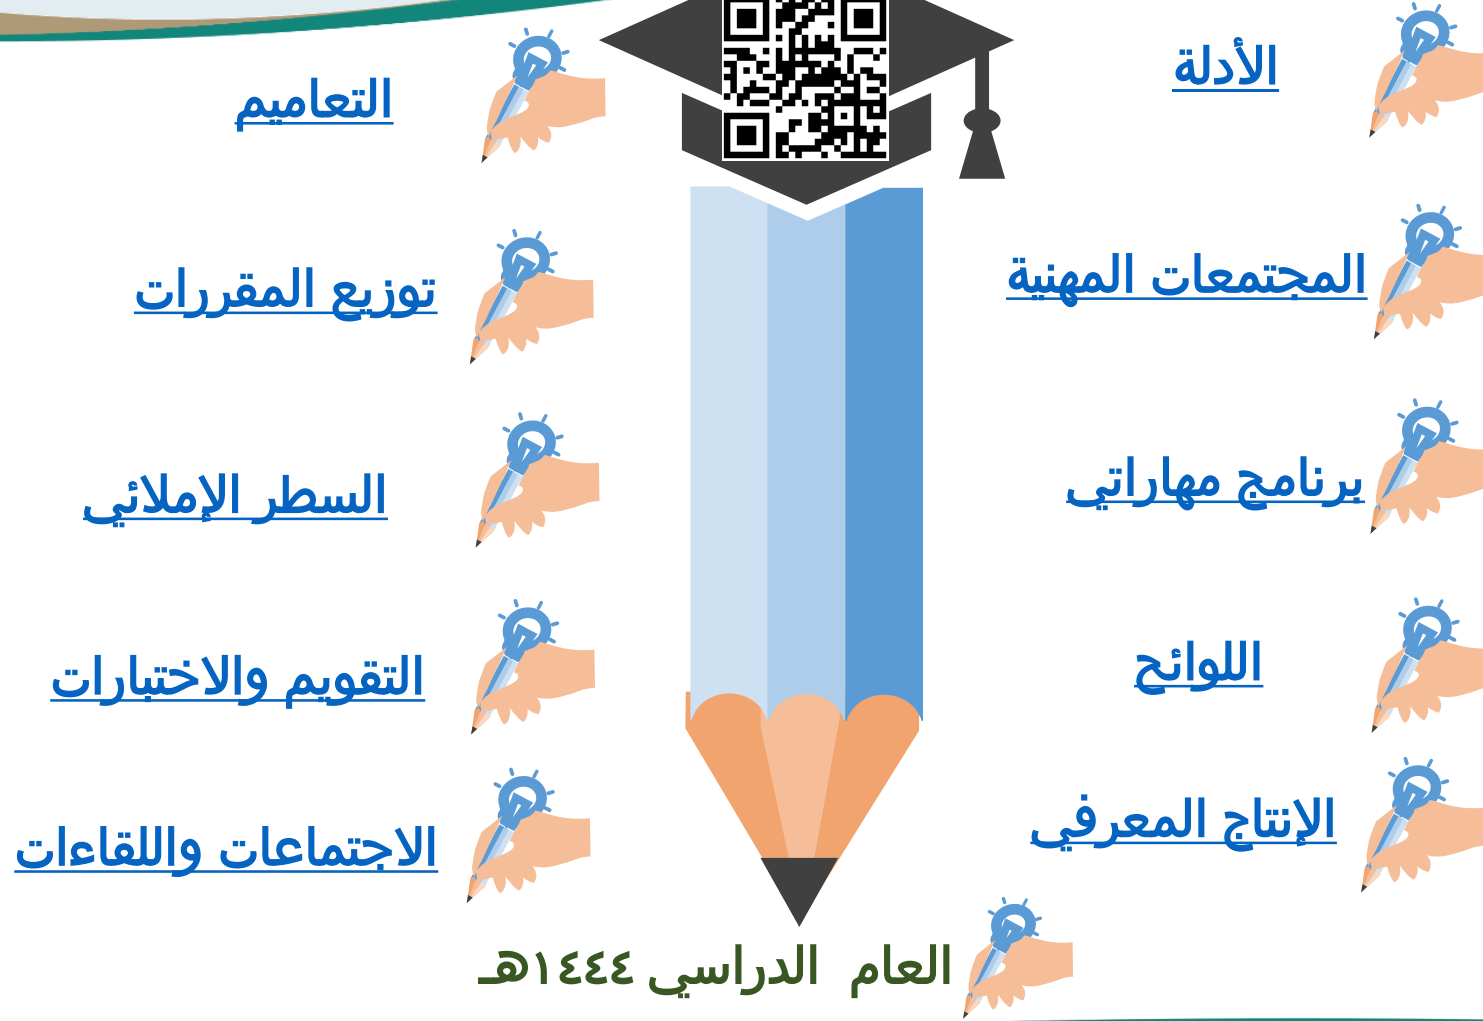 الأدلة
المجتمعات المهنية
برنامج مهاراتي
اللوائح
الإنتاج المعرفي
التعاميم
توزيع المقررات
السطر الإملائي
التقويم والاختبارات
الاجتماعات واللقاءات
العام الدراسي ١٤٤٤هـ